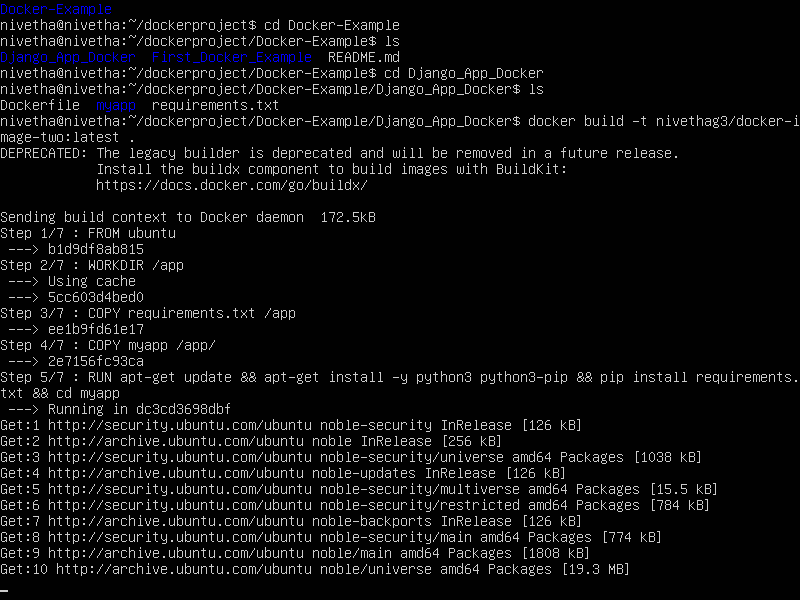 Docker-Example
nivetha@nivetha:~/dockerproject$ cd Docker-Example
nivetha@nivetha:~/dockerproject/Docker-Example$ ls
Django_App_Docker  First_Docker_Example  README.md
nivetha@nivetha:~/dockerproject/Docker-Example$ cd Django_App_Docker
nivetha@nivetha:~/dockerproject/Docker-Example/Django_App_Docker$ ls
Dockerfile  myapp  requirements.txt
nivetha@nivetha:~/dockerproject/Docker-Example/Django_App_Docker$ docker build -t nivethag3/docker-i
mage-two:latest .
DEPRECATED: The legacy builder is deprecated and will be removed in a future release.
            Install the buildx component to build images with BuildKit:
            https://docs.docker.com/go/buildx/
Sending build context to Docker daemon  172.5kB
Step 1/7 : FROM ubuntu
 ---> b1d9df8ab815
Step 2/7 : WORKDIR /app
 ---> Using cache
 ---> 5cc603d4bed0
Step 3/7 : COPY requirements.txt /app
 ---> ee1b9fd61e17
Step 4/7 : COPY myapp /app/
 ---> 2e7156fc93ca
Step 5/7 : RUN apt-get update && apt-get install -y python3 python3-pip && pip install requirements.
txt && cd myapp
 ---> Running in dc3cd3698dbf
Get:1 http://security.ubuntu.com/ubuntu noble-security InRelease [126 kB]
Get:2 http://archive.ubuntu.com/ubuntu noble InRelease [256 kB]
Get:3 http://security.ubuntu.com/ubuntu noble-security/universe amd64 Packages [1038 kB]
Get:4 http://archive.ubuntu.com/ubuntu noble-updates InRelease [126 kB]
Get:5 http://security.ubuntu.com/ubuntu noble-security/multiverse amd64 Packages [15.5 kB]
Get:6 http://security.ubuntu.com/ubuntu noble-security/restricted amd64 Packages [784 kB]
Get:7 http://archive.ubuntu.com/ubuntu noble-backports InRelease [126 kB]
Get:8 http://security.ubuntu.com/ubuntu noble-security/main amd64 Packages [774 kB]
Get:9 http://archive.ubuntu.com/ubuntu noble/main amd64 Packages [1808 kB]
Get:10 http://archive.ubuntu.com/ubuntu noble/universe amd64 Packages [19.3 MB]